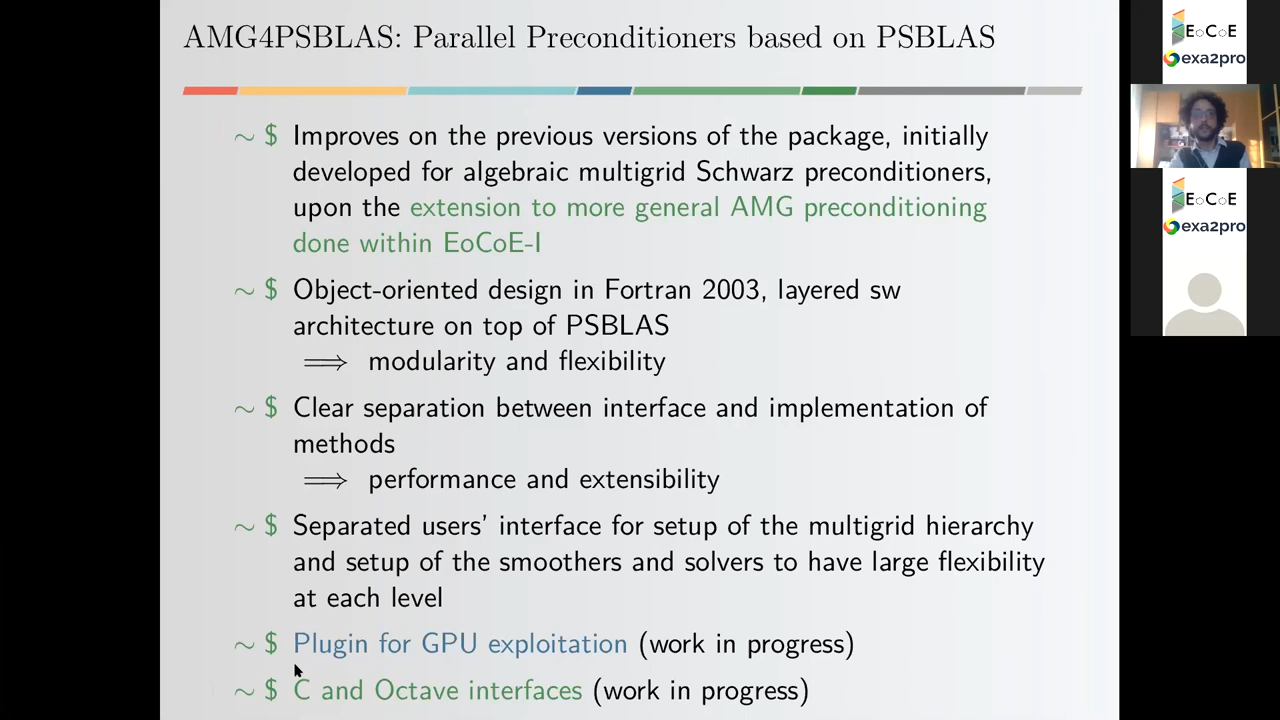 AMG4PSBLAS: Parallel Preconditioners based on PSBLAS
∼ $ Improves on the previous versions of the package, initially
developed for algebraic multigrid Schwarz preconditioners,
upon the extension to more general AMG preconditioning
done within EoCoE-I
∼ $ Object-oriented design in Fortran 2003, layered sw
architecture on top of PSBLAS
⟹ modularity and flexibility
∼ $ Clear separation between interface and implementation of
methods
⟹ performance and extensibility
∼ $ Separated users' interface for setup of the multigrid hierarchy
and setup of the smoothers and solvers to have large flexibility
at each level
∼ $ Plugin for GPU exploitation (work in progress)
∼ $ C and Octave interfaces (work in progress)
EoCoE
exa2pro
EoCoE
exa2pro